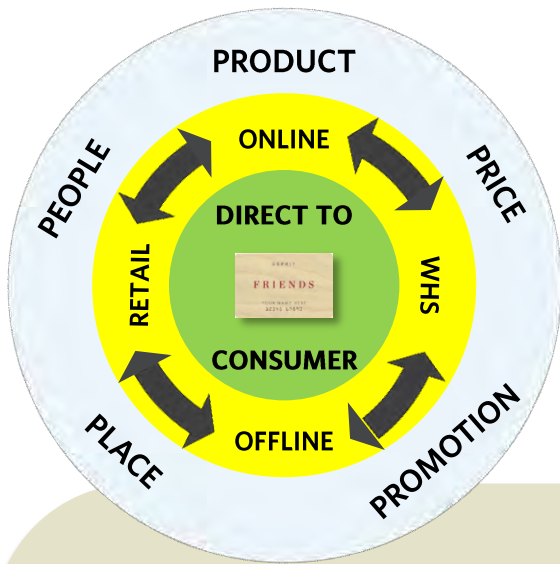 PRODUCT
PEOPLE
PRICE
ONLINE
DIRECT TO
RETAIL
FRIENDS
WHS
CONSUMER
OFFLINE
PLACE
PROMOTION